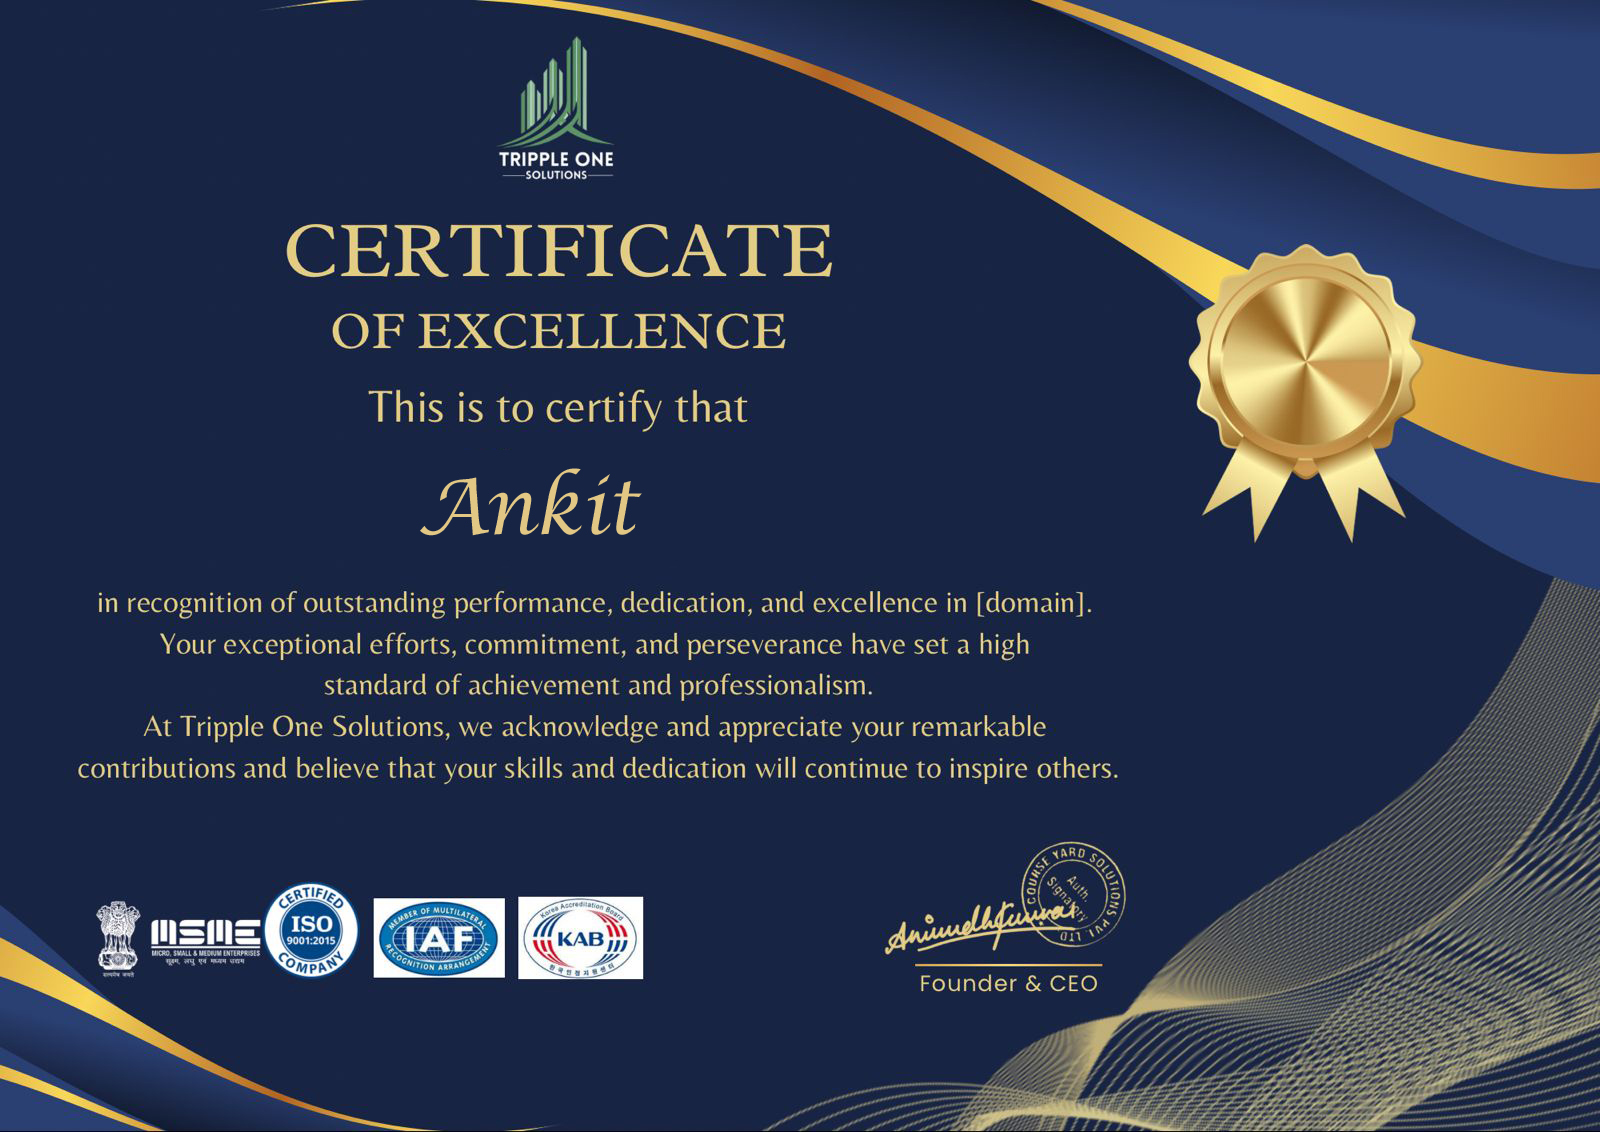 TRIPPLE ONE
SOLUTIONS
CERTIFICATE
OF EXCELLENCE
This is to certify that
Ankit
in recognition of outstanding performance, dedication, and excellence in [domain].
Your exceptional efforts, commitment, and perseverance have set a high
standard of achievement and professionalism.
At Tripple One Solutions, we acknowledge and appreciate your remarkable
contributions and believe that your skills and dedication will continue to inspire others.
सत्यमेव जयते
MSME
MICRO, SMALL & MEDIUM ENTERPRISES
सूक्ष्म, लघु एवं मध्यम उद्यम
CERTIFIED
ISO
9001:2015
COMPANY
MEMBER OF MULTILATERAL
IAF
RECOGNITION ARRANGEMENT
Korea Accreditation Board
KAB
한국인정지원센터
COURSE YARD SOLUTIONS PVT. LTD
Auth.
Signatory
Founder & CEO